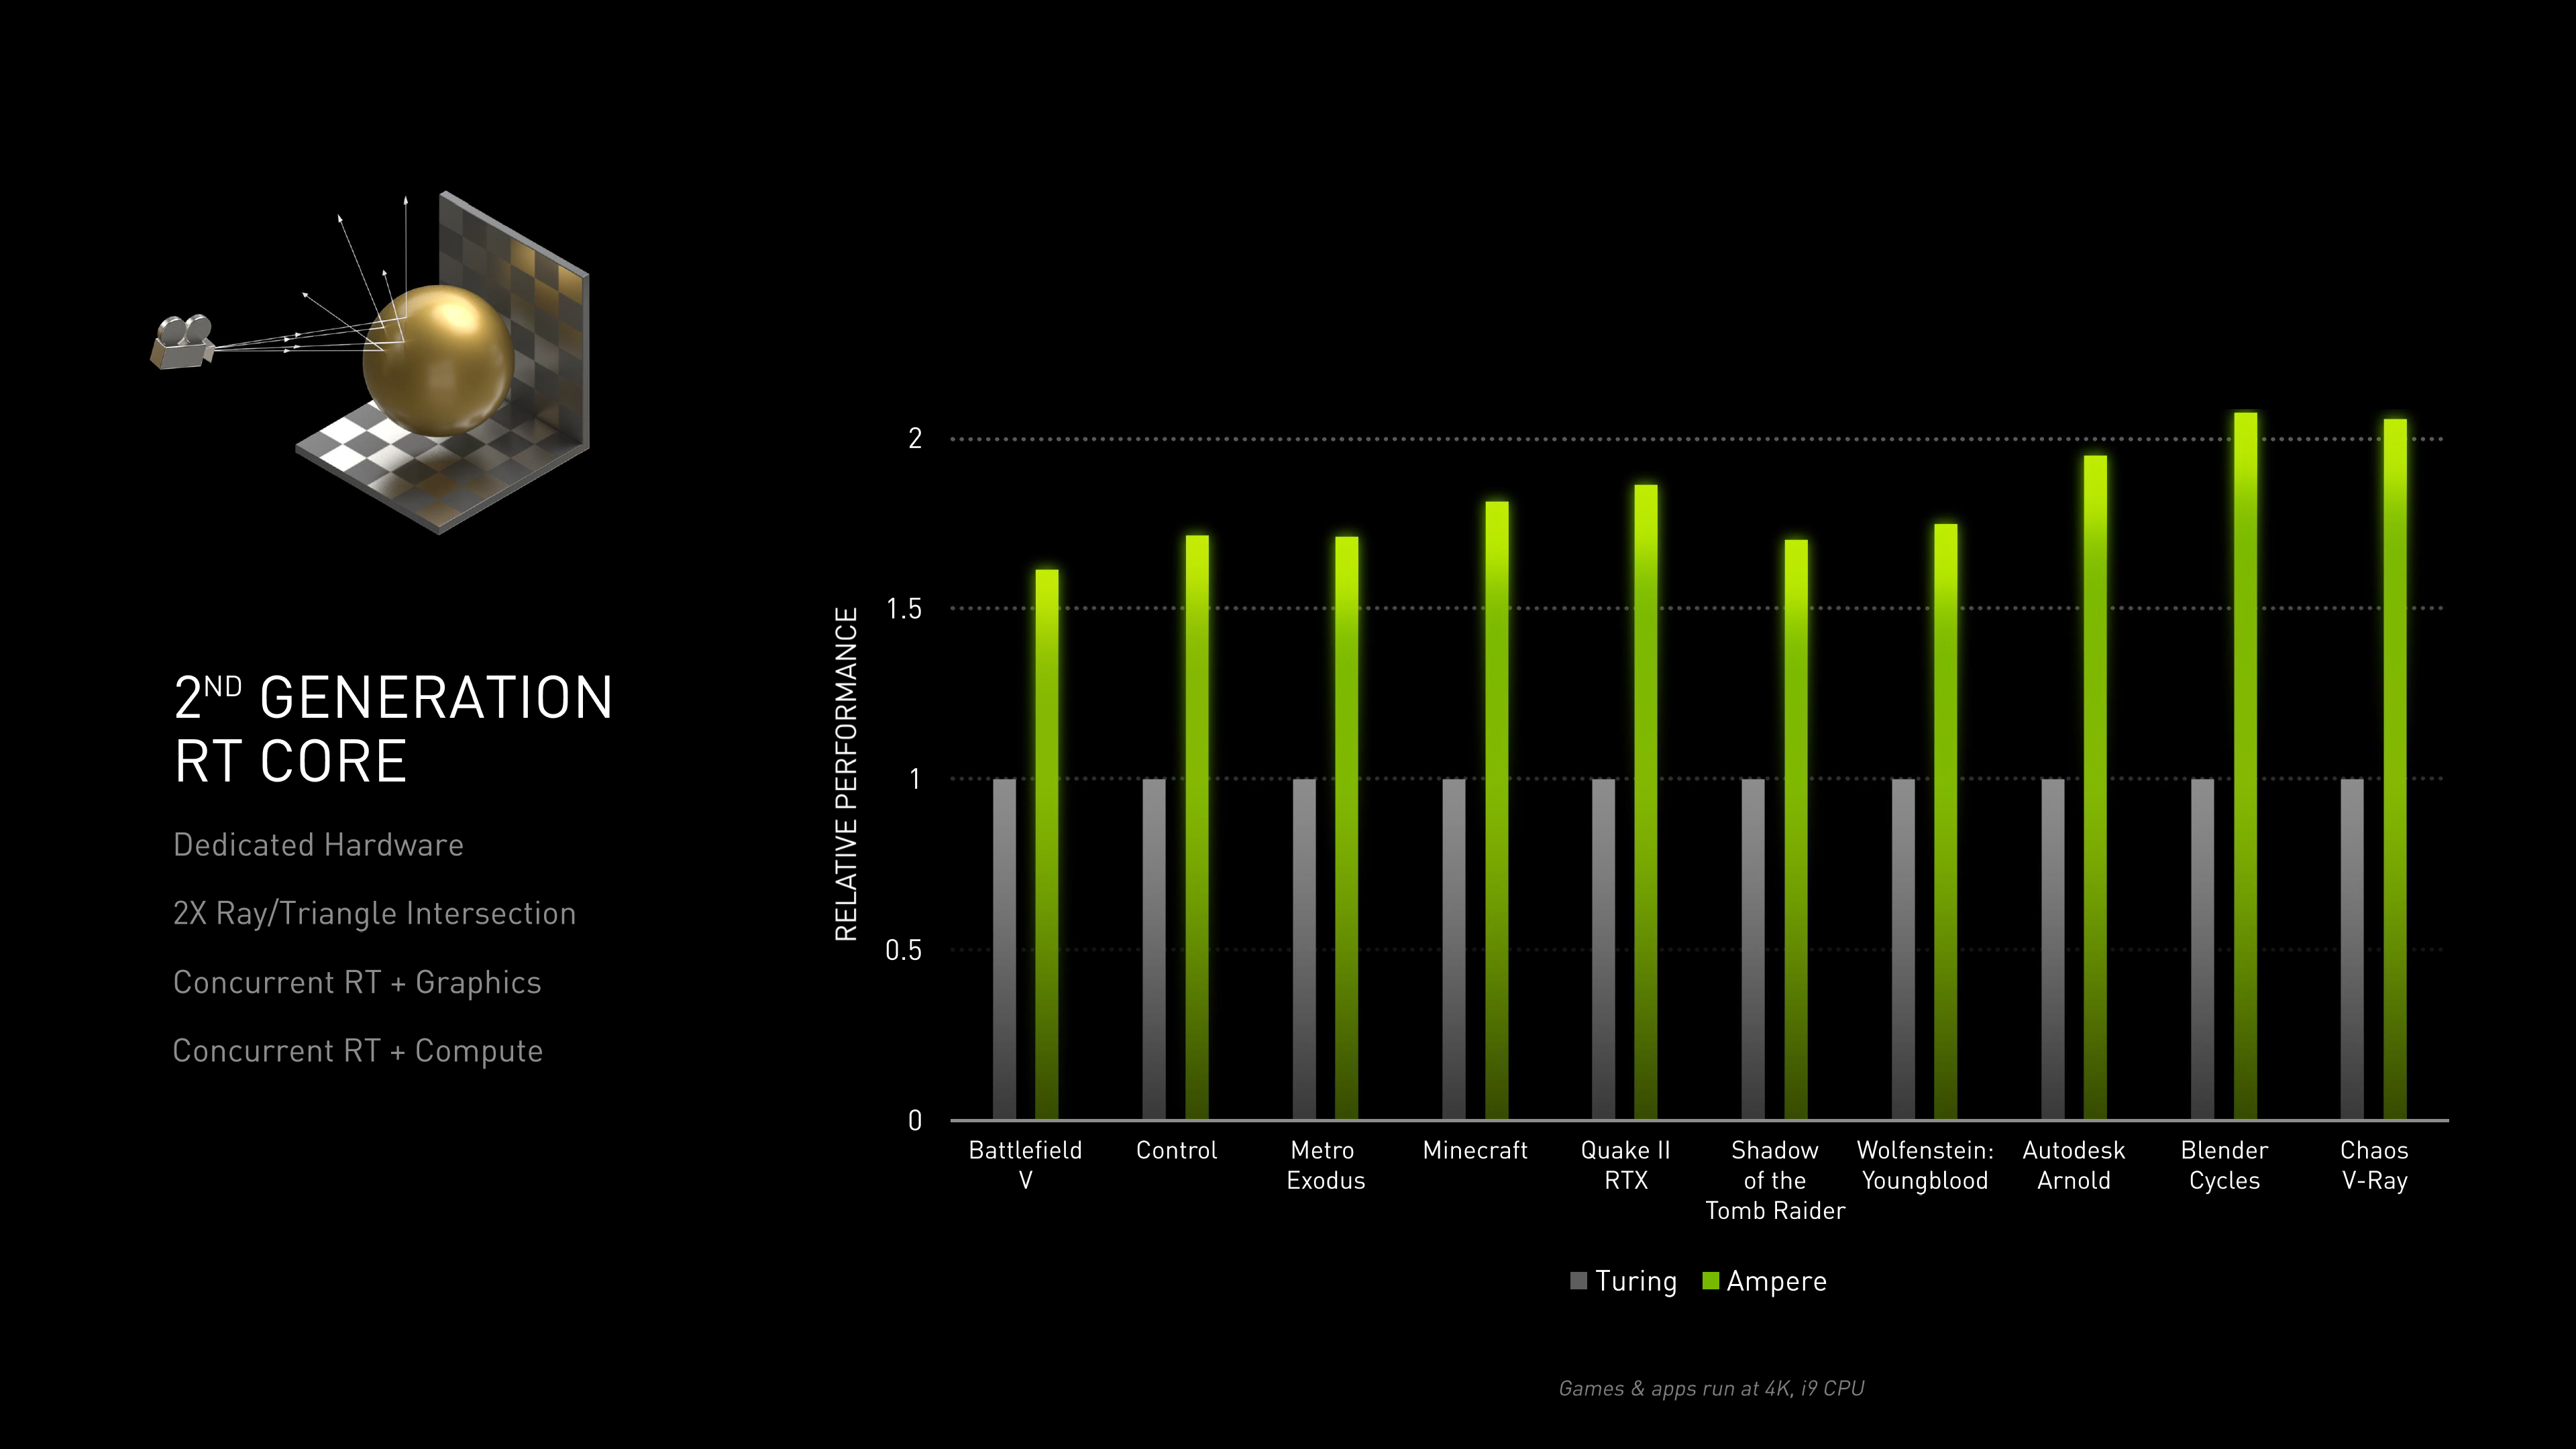 2ND GENERATION
RT CORE
Dedicated Hardware
2X Ray/Triangle Intersection
Concurrent RT + Graphics
Concurrent RT + Compute
RELATIVE PERFORMANCE
2
1.5
1
0.5
0
Battlefield
V
Control
Metro
Exodus
Minecraft
Quake II
RTX
Shadow
of the
Tomb Raider
Wolfenstein:
Youngblood
Autodesk
Arnold
Blender
Cycles
Chaos
V-Ray
Turing
Ampere
Games & apps run at 4K, i9 CPU